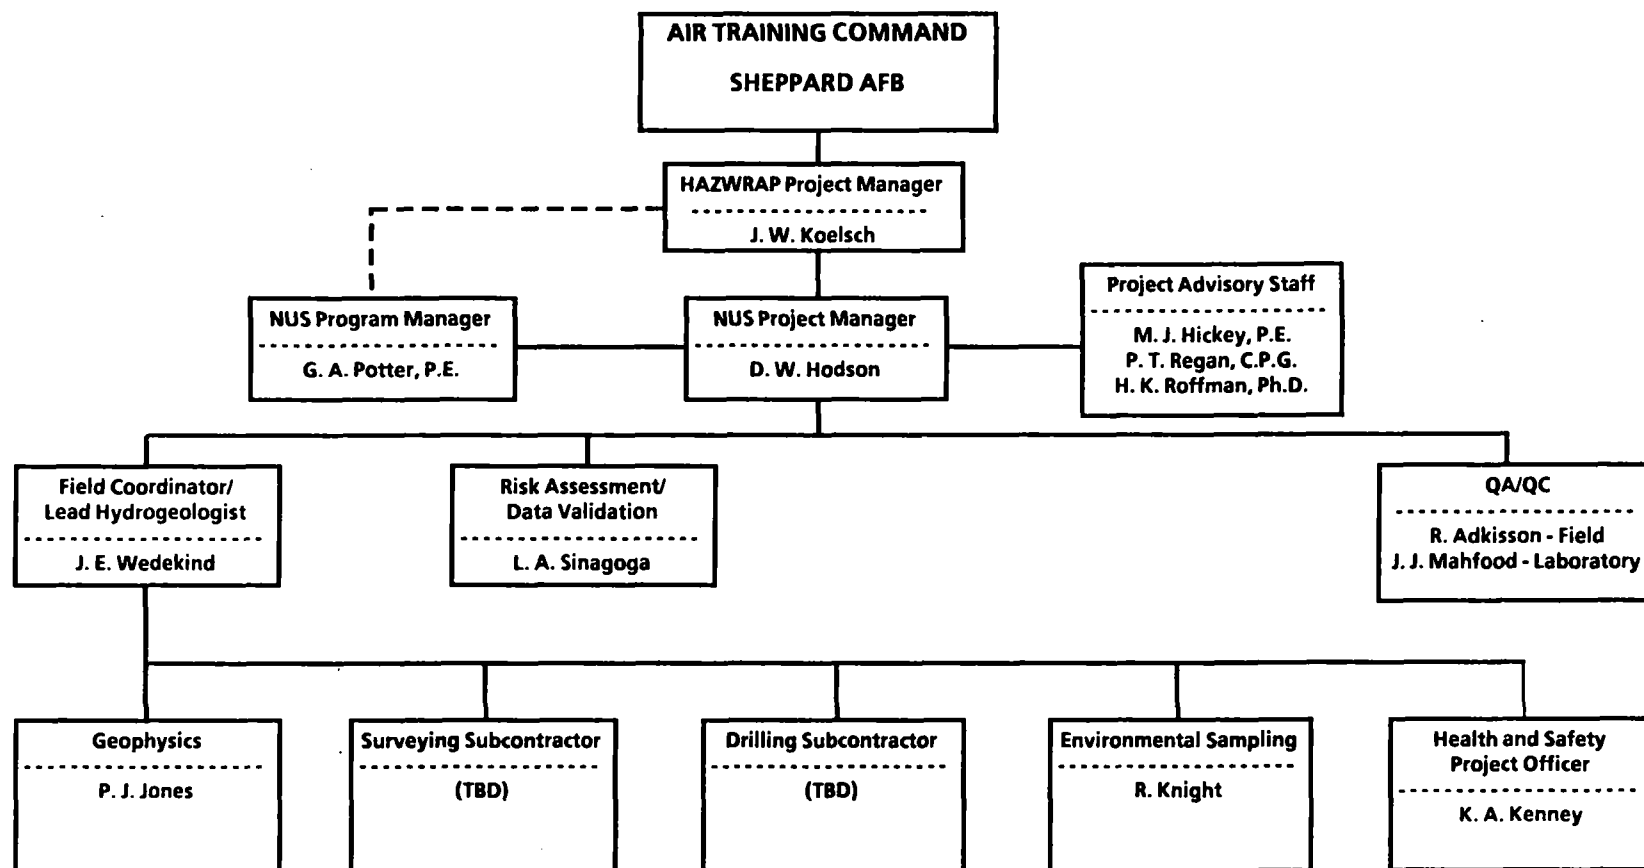 AIR TRAINING COMMAND
SHEPPARD AFB
HAZWRAP Project Manager
J. W. Koelsch
NUS Program Manager
G. A. Potter, P.E.
NUS Project Manager
D. W. Hodson
Project Advisory Staff
M. J. Hickey, P.E.
P. T. Regan, C.P.G.
H. K. Roffman, Ph.D.
Field Coordinator/
Lead Hydrogeologist
J. E. Wedekind
Risk Assessment/
Data Validation
L. A. Sinagoga
QA/QC
R. Adkisson - Field
J. J. Mahfood - Laboratory
Geophysics
P. J. Jones
Surveying Subcontractor
(TBD)
Drilling Subcontractor
(TBD)
Environmental Sampling
R. Knight
Health and Safety
Project Officer
K. A. Kenney